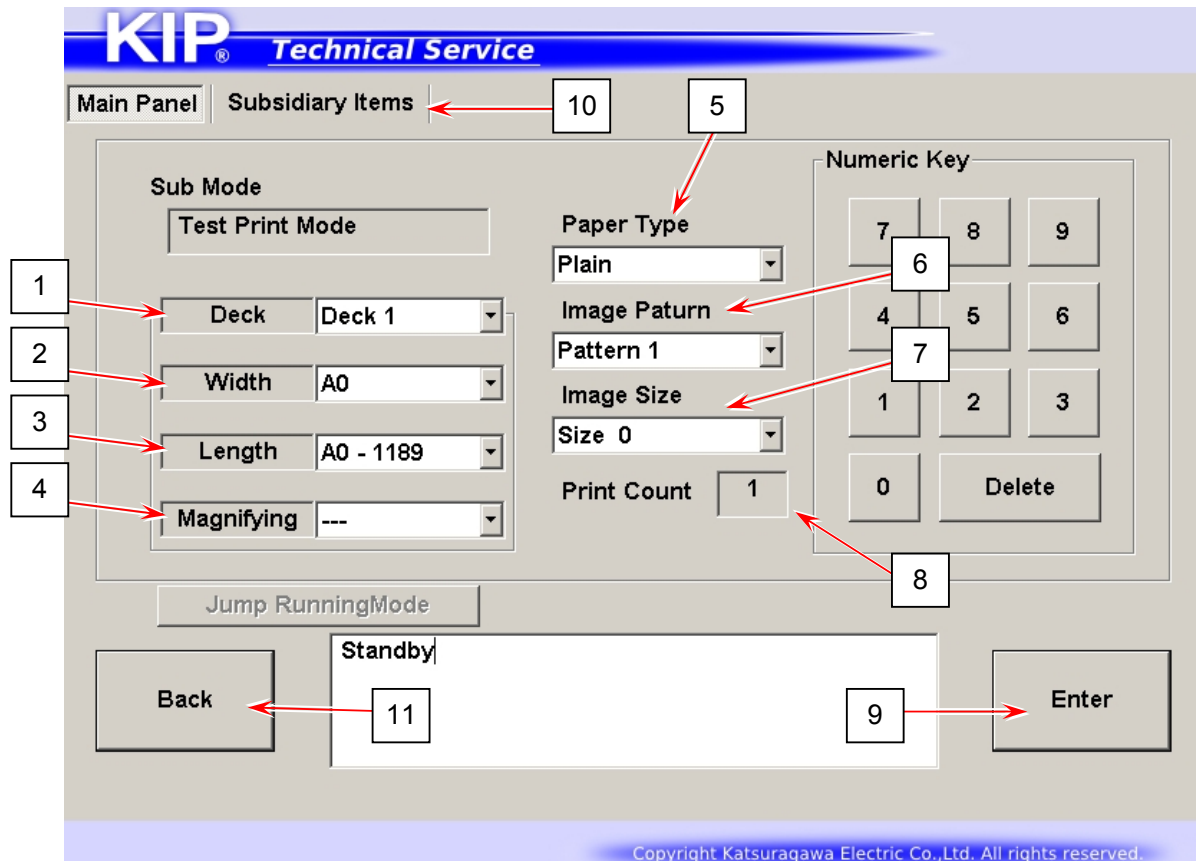 KIP®
Technical Service
Main Panel
Subsidiary Items
10
5
Numeric Key
Sub Mode
Test Print Mode
Paper Type
Plain
7
8
9
6
1
Deck
Deck 1
Image Paturn
Pattern 1
4
5
6
7
2
Width
A0
Image Size
Size 0
1
2
3
3
Length
A0 - 1189
4
Magnifying
---
Print Count
1
0
Delete
8
Jump RunningMode
Standby
Back
11
9
Enter
Copyright Katsuragawa Electric Co.,Ltd. All rights reserved.